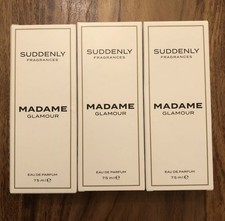 SUDDENLY
FRAGRANCES
MADAME
GLAMOUR
EAU DE PARFUM
75 ml ℮
SUDDENLY
FRAGRANCES
MADAME
GLAMOUR
EAU DE PARFUM
75 ml ℮
SUDDENLY
FRAGRANCES
MADAME
GLAMOUR
EAU DE PARFUM
75 ml ℮